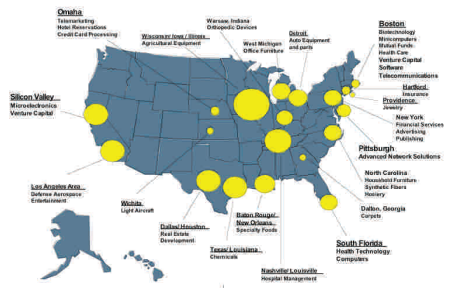 Omaha
Telemarketing
Hotel Reservations
Credit Card Processing
Wisconsin/ Iowa / Illinois
Agricultural Equipment
Warsaw, Indiana
Orthopedic Devices
West Michigan
Office Furniture
Detroit
Auto Equipment
and parts
Boston
Biotechnology
Minicomputers
Mutual Funds
Health Care
Venture Capital
Software
Telecommunications
Hartford
Insurance
Providence
Jewelry
New York
Financial Services
Advertising
Publishing
Pittsburgh
Advanced Network Solutions
North Carolina
Household Furniture
Synthetic Fibers
Hosiery
Dalton, Georgia
Carpets
South Florida
Health Technology
Computers
Nashville/ Louisville
Hospital Management
Baton Rouge/
New Orleans
Specialty Foods
Texas/ Louisiana
Chemicals
Dallas/ Houston
Real Estate
Development
Wichita
Light Aircraft
Los Angeles Area
Defense Aerospace
Entertainment
Silicon Valley
Microelectronics
Venture Capital